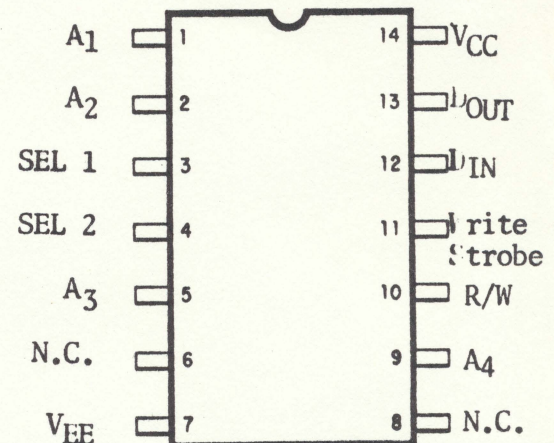 A1 1 14 VCC
A2 2 13 DOUT
SEL 1 3 12 DIN
SEL 2 4 11 Write
Strobe
A3 5 10 R/W
N.C. 6 9 A4
VEE 7 8 N.C.